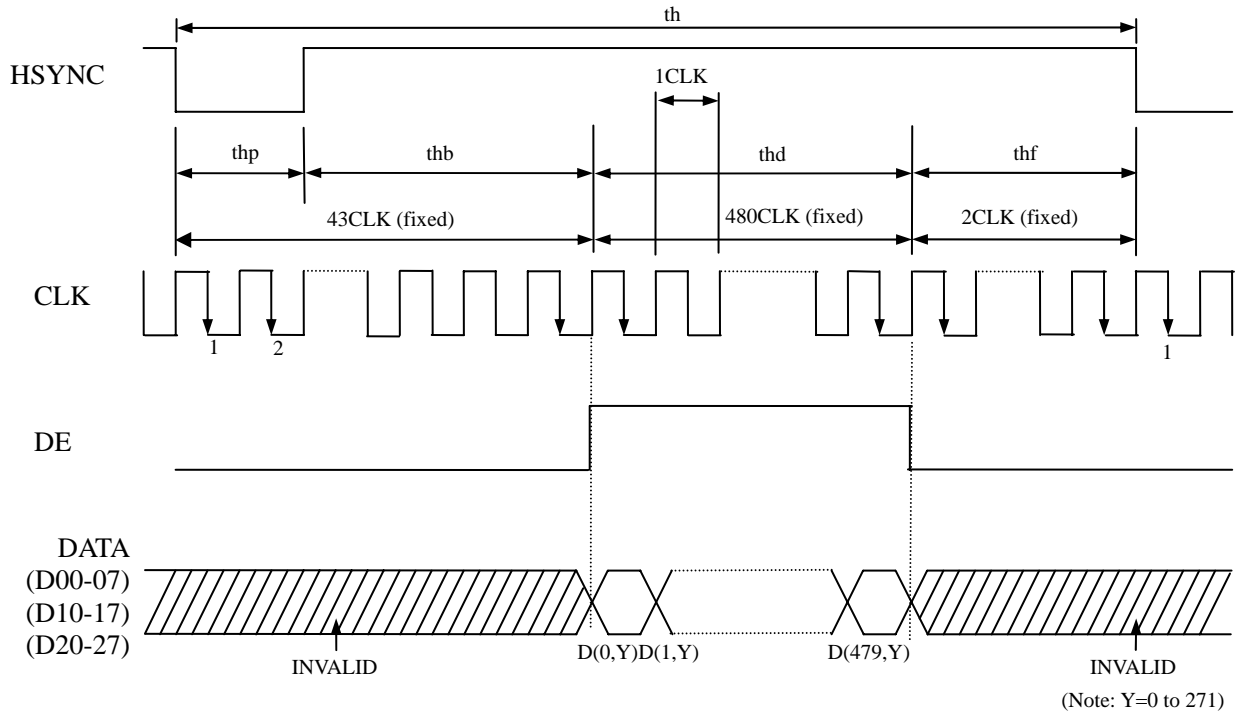 th
HSYNC
1CLK
thp thb thd thf
43CLK (fixed) 480CLK (fixed) 2CLK (fixed)
CLK
1 2 1
DE
DATA
(D00-07)
(D10-17)
(D20-27)
INVALID D(0,Y)D(1,Y) D(479,Y) INVALID
(Note: Y=0 to 271)